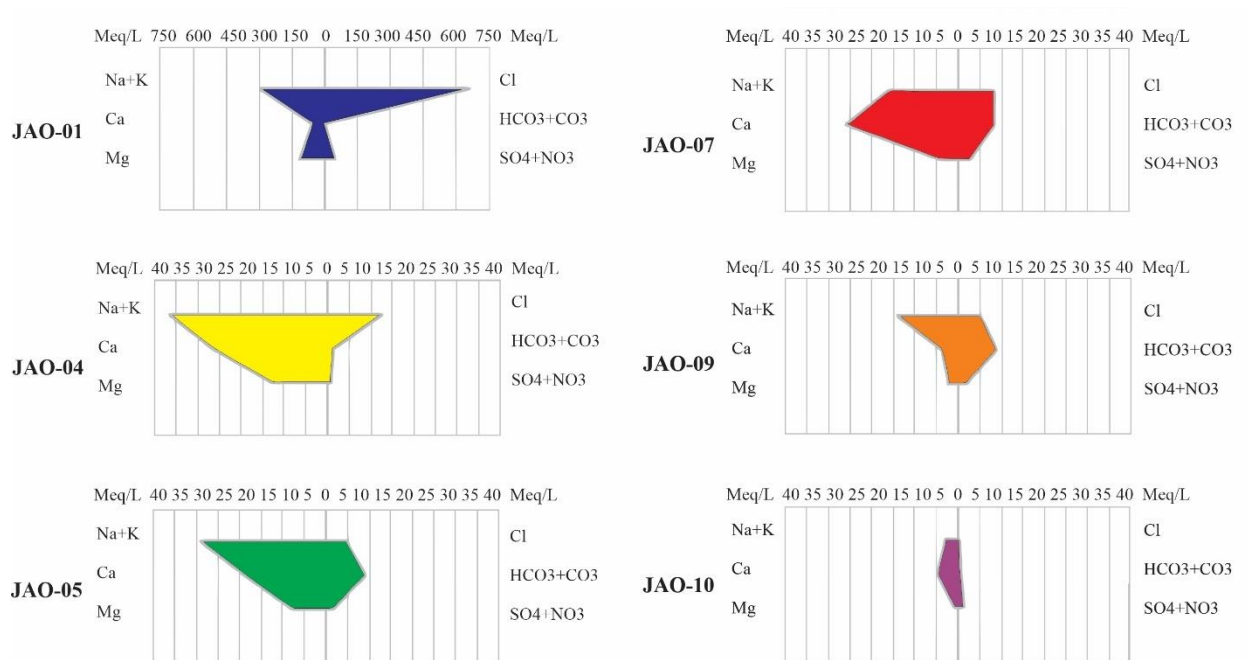 Meq/L 750 600 450 300 150 0 150 300 450 600 750 Meq/L
Na+K Cl
Ca HCO3+CO3
JAO-01
Mg SO4+NO3
Meq/L 40 35 30 25 20 15 10 5 0 5 10 15 20 25 30 35 40 Meq/L
Na+K Cl
Ca HCO3+CO3
JAO-04
Mg SO4+NO3
Meq/L 40 35 30 25 20 15 10 5 0 5 10 15 20 25 30 35 40 Meq/L
Na+K Cl
Ca HCO3+CO3
JAO-05
Mg SO4+NO3
Meq/L 40 35 30 25 20 15 10 5 0 5 10 15 20 25 30 35 40
Na+K Cl
Ca HCO3+CO3
JAO-07
Mg SO4+NO3
Meq/L 40 35 30 25 20 15 10 5 0 5 10 15 20 25 30 35 40
Na+K Cl
Ca HCO3+CO3
JAO-09
Mg SO4+NO3
Meq/L 40 35 30 25 20 15 10 5 0 5 10 15 20 25 30 35 40
Na+K Cl
Ca HCO3+CO3
JAO-10
Mg SO4+NO3